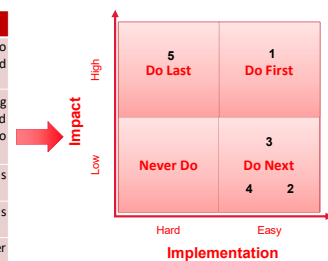 o
d
g
d
o
s
s
er
Impact
High
Low
5
Do Last
1
Do First
Never Do
3
Do Next
4 2
Hard Easy
Implementation